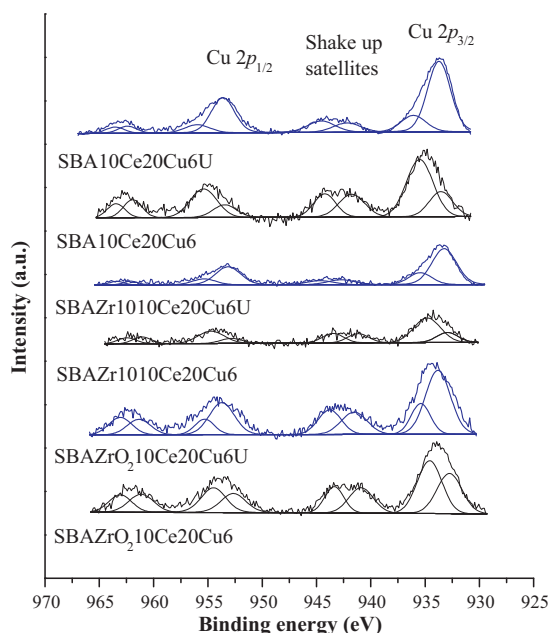 Cu 2p1/2
Shake up
satellites
Cu 2p3/2
SBA10Ce20Cu6U
SBA10Ce20Cu6
SBAZr1010Ce20Cu6U
SBAZr1010Ce20Cu6
SBAZrO210Ce20Cu6U
SBAZrO210Ce20Cu6
Intensity (a.u.)
970 965 960 955 950 945 940 935 930 925
Binding energy (eV)